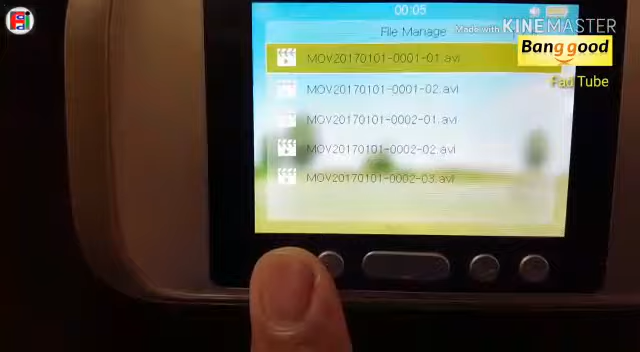 00:05
File Manage
Made with KINEMASTER
Banggood
Fad Tube
MOV20170101-0001-01.avi
MOV20170101-0001-02.avi
MOV20170101-0002-01.avi
MOV20170101-0002-02.avi
MOV20170101-0002-03.avi